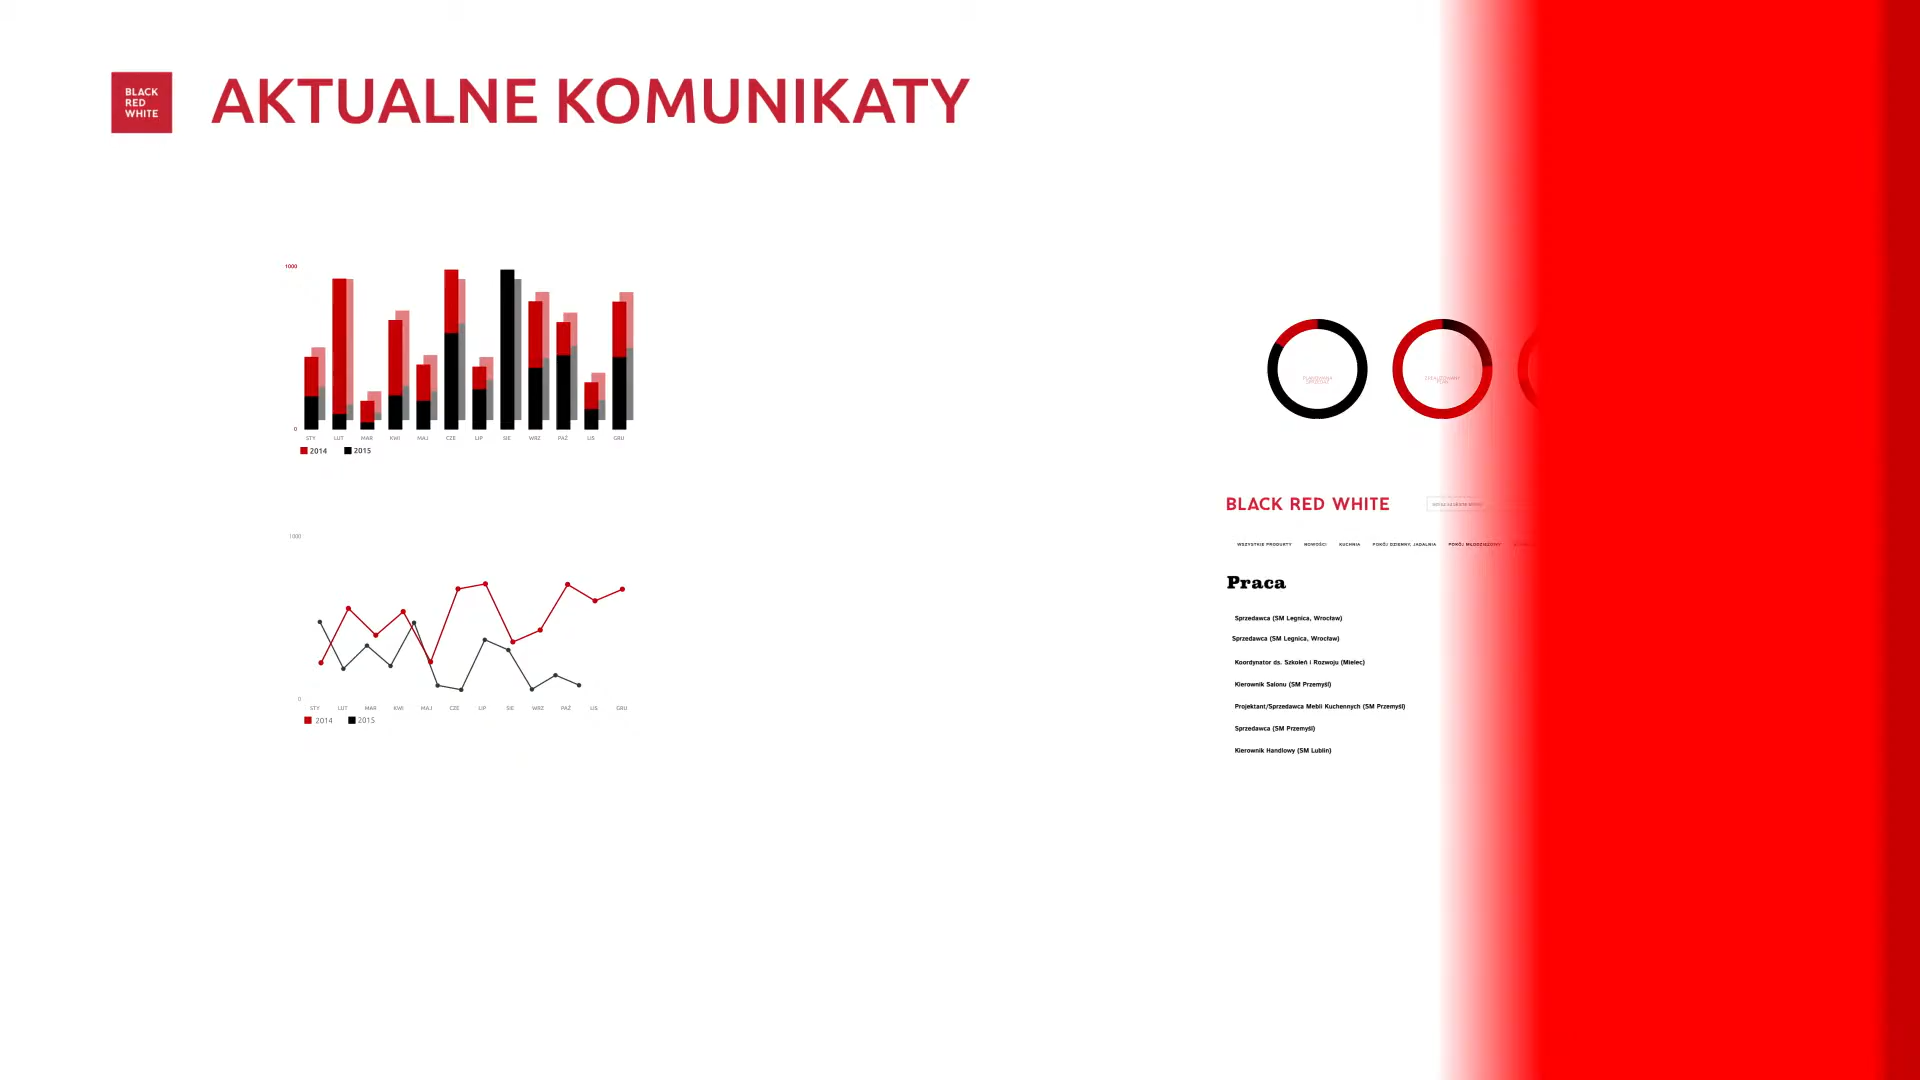 BLACK
RED
WHITE
AKTUALNE KOMUNIKATY
1000
0
STY LUT MAR KWI MAJ CZE LIP SIE WRZ PAŹ LIS GRU
2014 2015
1000
0
STY LUT MAR KWI MAJ CZE LIP SIE WRZ PAŹ LIS GRU
2014 2015
PLANOWANA
SPRZEDAŻ
ZREALIZOWANY
PLAN
BLACK RED WHITE
WSZYSTKIE PRODUKTY NOWOŚCI KUCHNIA POKÓJ DZIENNY, JADALNIA POKÓJ MŁODZIEŻOWY
Praca
Sprzedawca (SM Legnica, Wrocław)
Sprzedawca (SM Legnica, Wrocław)
Koordynator ds. Szkoleń i Rozwoju (Mielec)
Kierownik Salonu (SM Przemyśl)
Projektant/Sprzedawca Mebli Kuchennych (SM Przemyśl)
Sprzedawca (SM Przemyśl)
Kierownik Handlowy (SM Lublin)